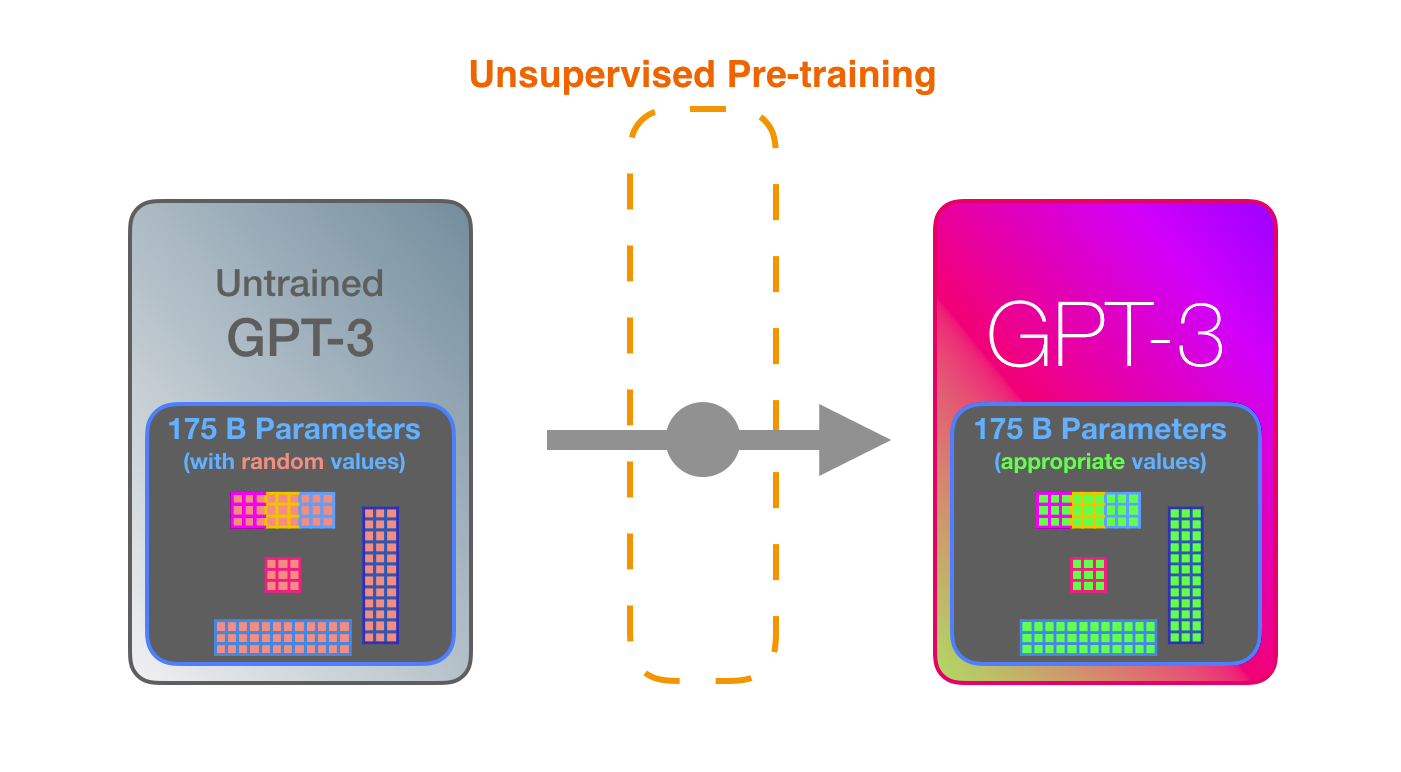 Unsupervised Pre-training
Untrained
GPT-3
175 B Parameters
(with random values)
GPT-3
175 B Parameters
(appropriate values)